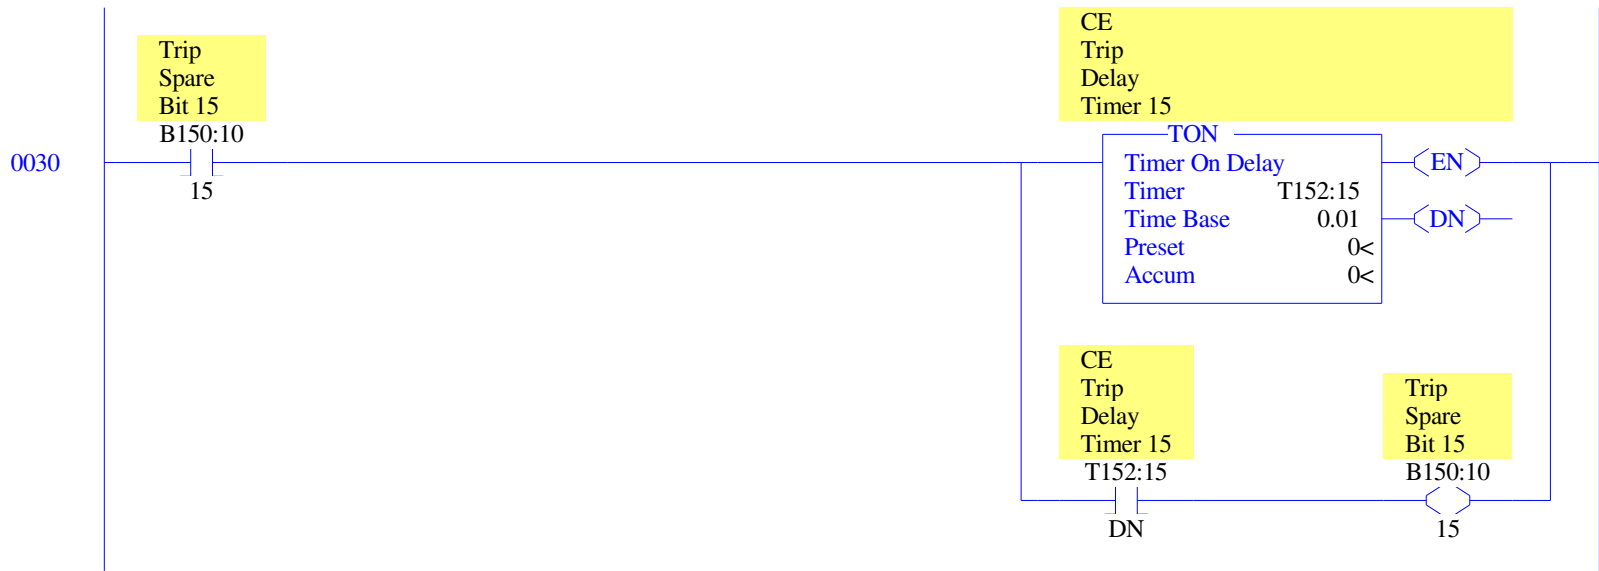 Trip
Spare
Bit 15
B150:10
15
0030
CE
Trip
Delay
Timer 15
TON
Timer On Delay
Timer T152:15
Time Base 0.01
Preset 0<
Accum 0<
EN
DN
CE
Trip
Delay
Timer 15
T152:15
DN
Trip
Spare
Bit 15
B150:10
15